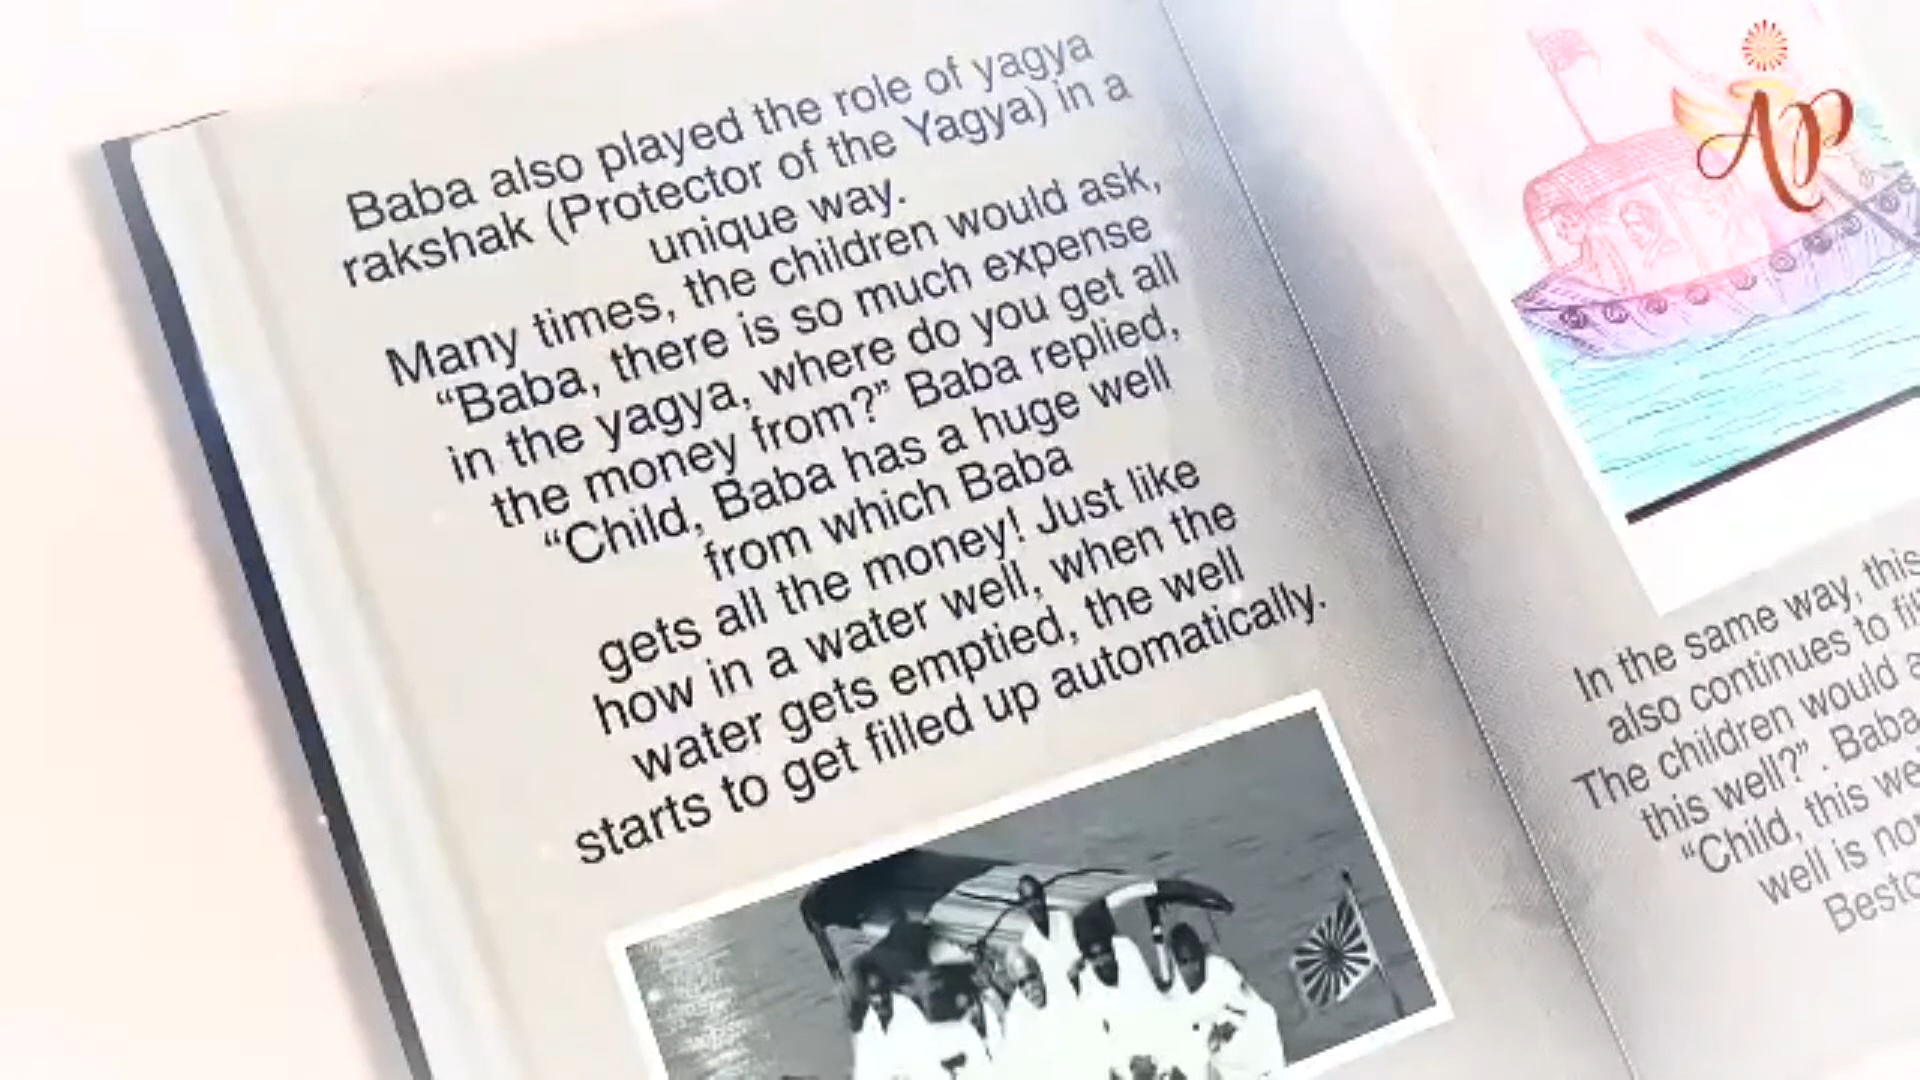 Baba also played the role of yagya
rakshak (Protector of the Yagya) in a
unique way.
Many times, the children would ask,
“Baba, there is so much expense
in the yagya, where do you get all
the money from?” Baba replied,
“Child, Baba has a huge well
from which Baba
gets all the money! Just like
how in a water well, when the
water gets emptied, the well
starts to get filled up automatically.
AP
In the same way, this
also continues to
The children would
this well?”. Baba
“Child, this
well is